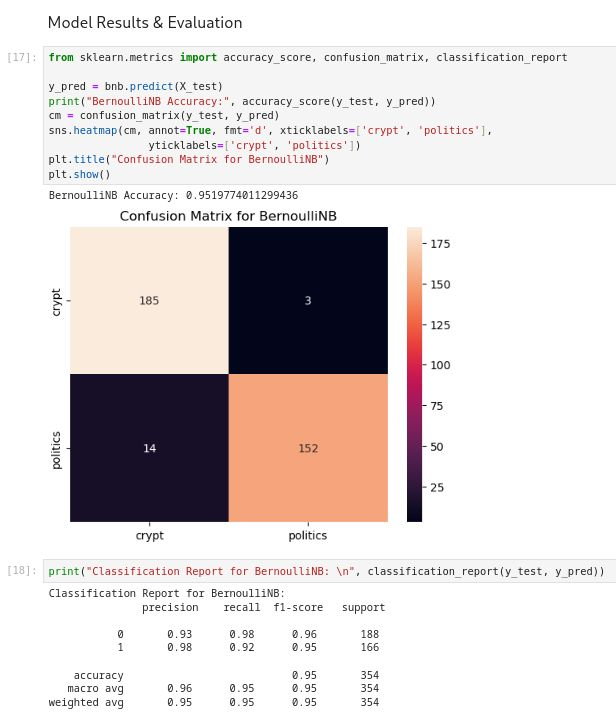 Model Results & Evaluation
[17]: from sklearn.metrics import accuracy_score, confusion_matrix, classification_report
y_pred = bnb.predict(X_test)
print("BernoulliNB Accuracy:", accuracy_score(y_test, y_pred))
cm = confusion_matrix(y_test, y_pred)
sns.heatmap(cm, annot=True, fmt='d', xticklabels=['crypt', 'politics'],
yticklabels=['crypt', 'politics'])
plt.title("Confusion Matrix for BernoulliNB")
plt.show()
BernoulliNB Accuracy: 0.9519774011299436
Confusion Matrix for BernoulliNB
crypt
185
3
politics
14
152
crypt
politics
175
150
125
100
75
50
25
[18]: print("Classification Report for BernoulliNB: \n", classification_report(y_test, y_pred))
Classification Report for BernoulliNB:
precision recall f1-score support
0 0.93 0.98 0.96 188
1 0.98 0.92 0.95 166
accuracy 0.95 354
macro avg 0.96 0.95 0.95 354
weighted avg 0.95 0.95 0.95 354